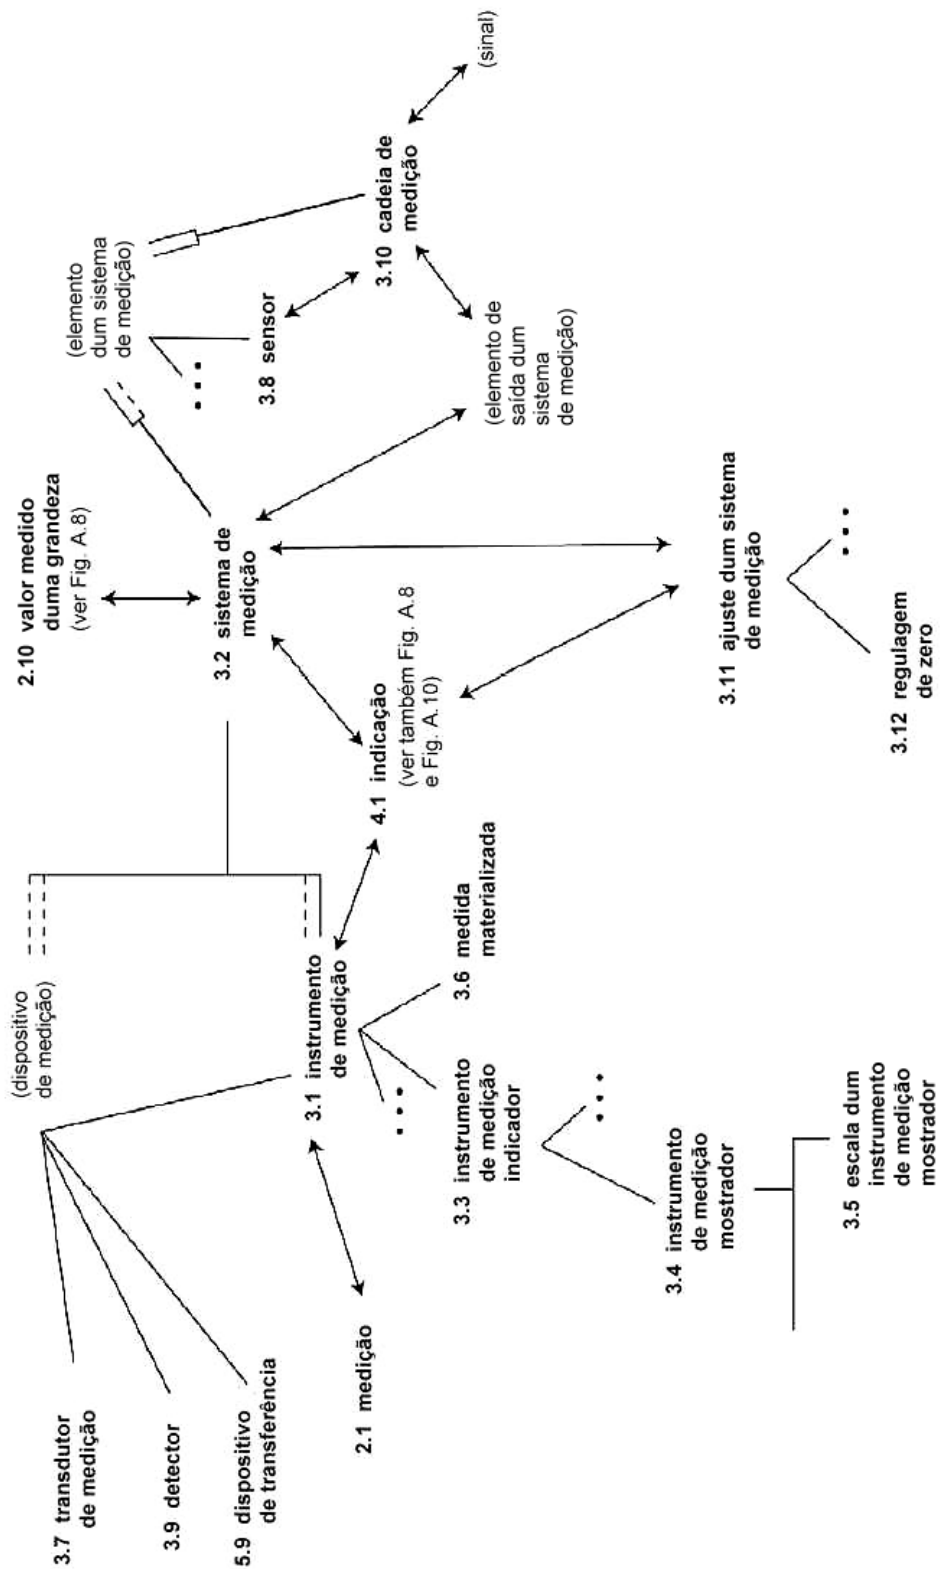 2.10 valor medido
duma grandeza
(ver Fig. A.8)
(dispositivo
de medição)
(elemento
dum sistema
de medição)
3.7 transdutor
de medição
3.9 detector
5.9 dispositivo
de transferência
3.2 sistema de
medição
3.8 sensor
3.1 instrumento
de medição
2.1 medição
4.1 indicação
(ver também Fig. A.8
e Fig. A.10)
3.10 cadeia de
medição
(sinal)
(elemento de
saída dum
sistema
de medição)
3.3 instrumento
de medição
indicador
3.6 medida
materializada
3.4 instrumento
de medição
mostrador
3.5 escala dum
instrumento
de medição
mostrador
3.11 ajuste dum sistema
de medição
3.12 regulagem
de zero